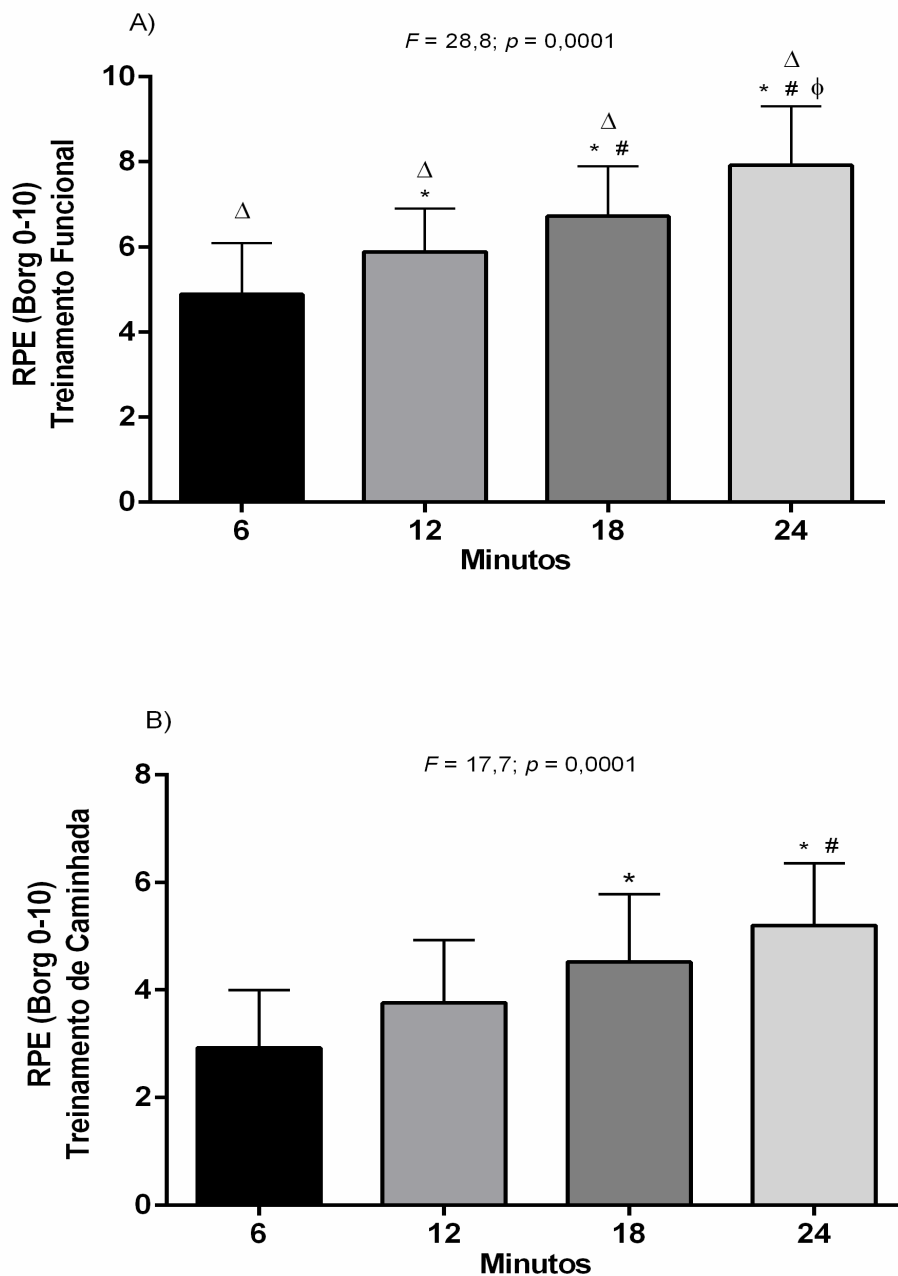 A)
F = 28,8; p = 0,0001
RPE (Borg 0-10)
Treinamento Funcional
10
8
6
4
2
0
Δ
Δ
*
Δ
* #
Δ
* # ϕ
6 12 18 24
Minutos
B)
F = 17,7; p = 0,0001
RPE (Borg 0-10)
Treinamento de Caminhada
8
6
4
2
0
*
* #
6 12 18 24
Minutos